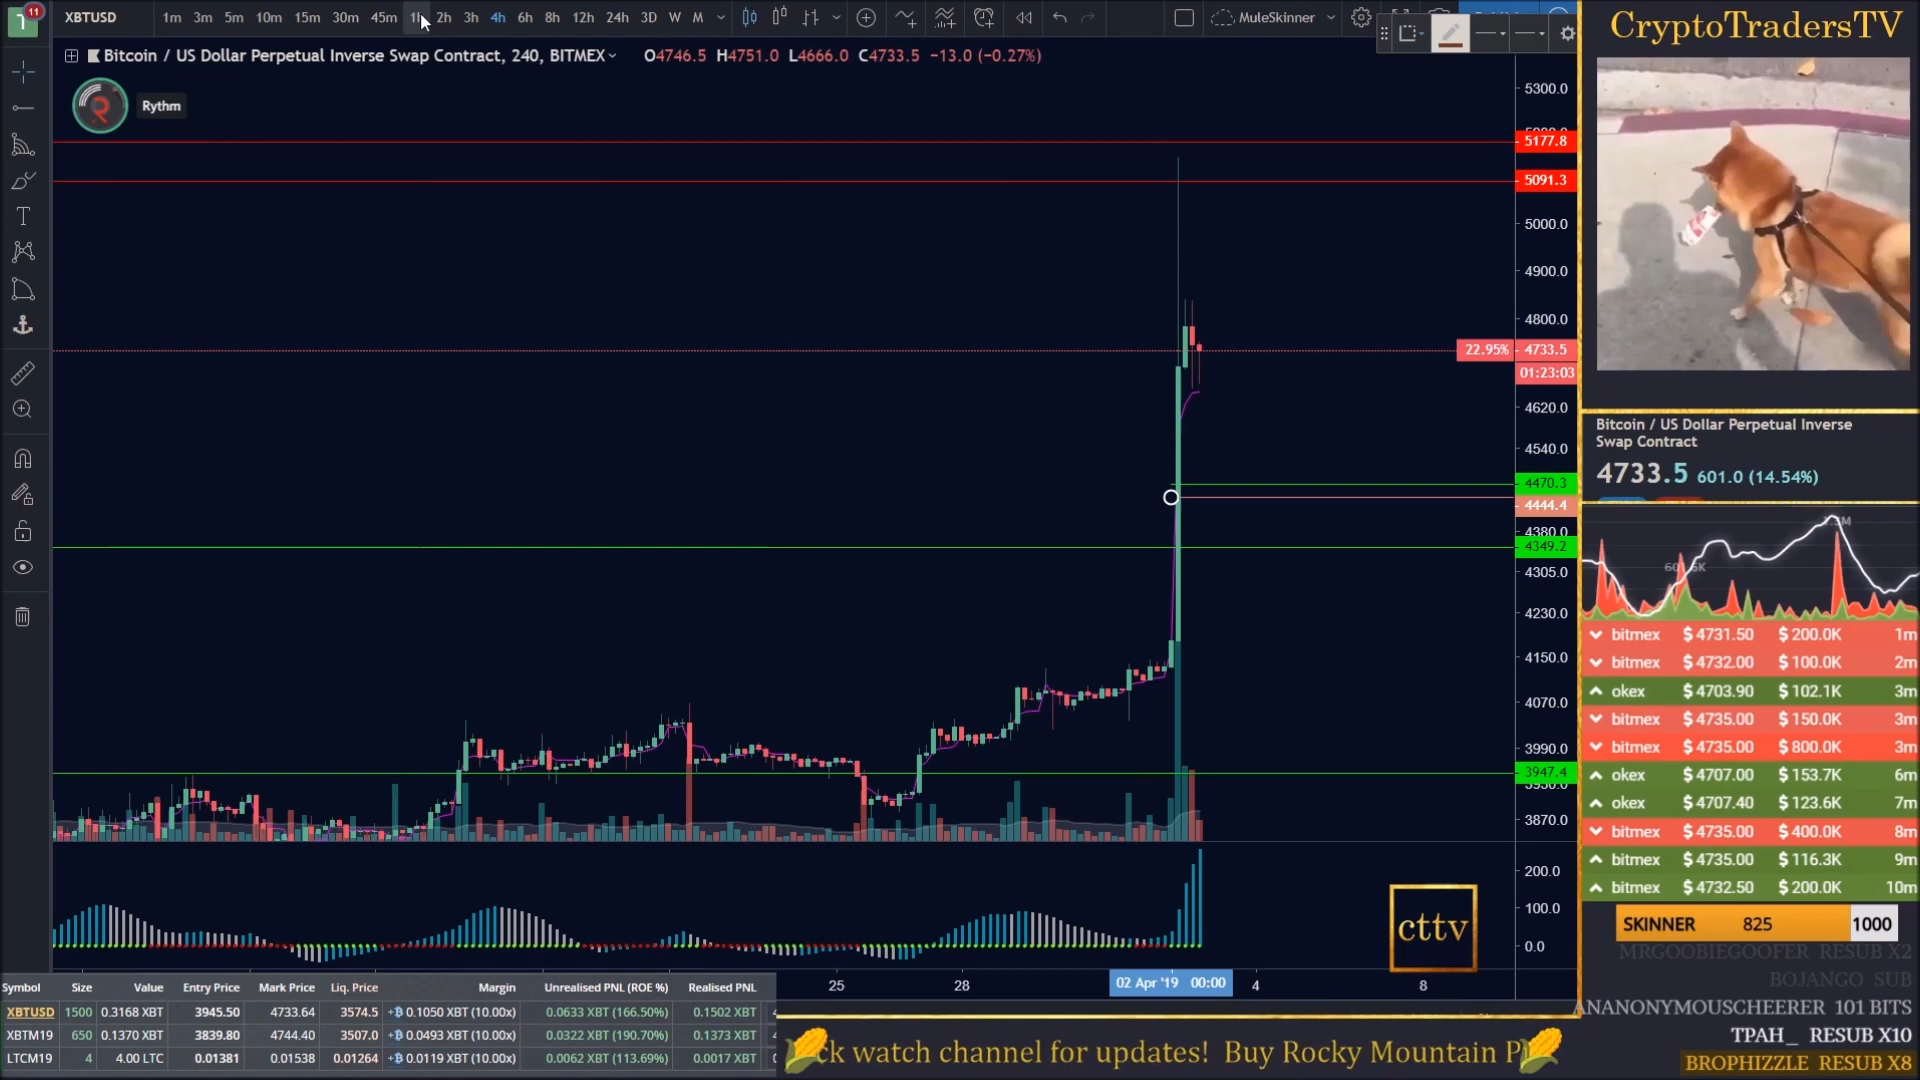 11
XBTUSD 1m 3m 5m 10m 15m 30m 45m 1h 2h 3h 4h 6h 8h 12h 24h 3D W M MuleSkinner
Bitcoin / US Dollar Perpetual Inverse Swap Contract, 240, BITMEX O4746.5 H4751.0 L4666.0 C4733.5 −13.0 (−0.27%)
Rythm
5300.0
5177.8
5091.3
5000.0
4900.0
4800.0
22.95% 4733.5
01:23:03
4620.0
4540.0
4470.3
4444.4
4380.0
4349.2
4305.0
4230.0
4150.0
4070.0
3990.0
3947.4
3870.0
200.0
100.0
0.0
cttv
25 28 02 Apr '19 00:00 4 8
Symbol Size Value Entry Price Mark Price Liq. Price Margin Unrealised PNL (ROE %) Realised PNL
XBTUSD 1500 0.3168 XBT 3945.50 4733.64 3574.5 0.1050 XBT (10.00x) 0.0633 XBT (166.50%) 0.1502 XBT
XBTM19 650 0.1370 XBT 3839.80 4744.40 3507.0 0.0493 XBT (10.00x) 0.0322 XBT (190.70%) 0.1373 XBT
LTCM19 4 4.00 LTC 0.01381 0.01538 0.01264 0.0119 XBT (10.00x) 0.0062 XBT (113.69%) 0.0017 XBT
ck watch channel for updates! Buy Rocky Mountain P
CryptoTradersTV
Bitcoin / US Dollar Perpetual Inverse
Swap Contract
4733.5 601.0 (14.54%)
bitmex $ 4731.50 $ 200.0K 1m
bitmex $ 4732.00 $ 100.0K 2m
okex $ 4703.90 $ 102.1K 3m
bitmex $ 4735.00 $ 150.0K 3m
bitmex $ 4735.00 $ 800.0K 3m
okex $ 4707.00 $ 153.7K 6m
okex $ 4707.40 $ 123.6K 7m
bitmex $ 4735.00 $ 400.0K 8m
bitmex $ 4735.00 $ 116.3K 9m
bitmex $ 4732.50 $ 200.0K 10m
SKINNER 825 1000
MRGOOBIEGOOFER RESUB X2
BOJANGO SUB
ANANONYMOUSCHEERER 101 BITS
TPAH_ RESUB X10
BROPHIZZLE RESUB X8